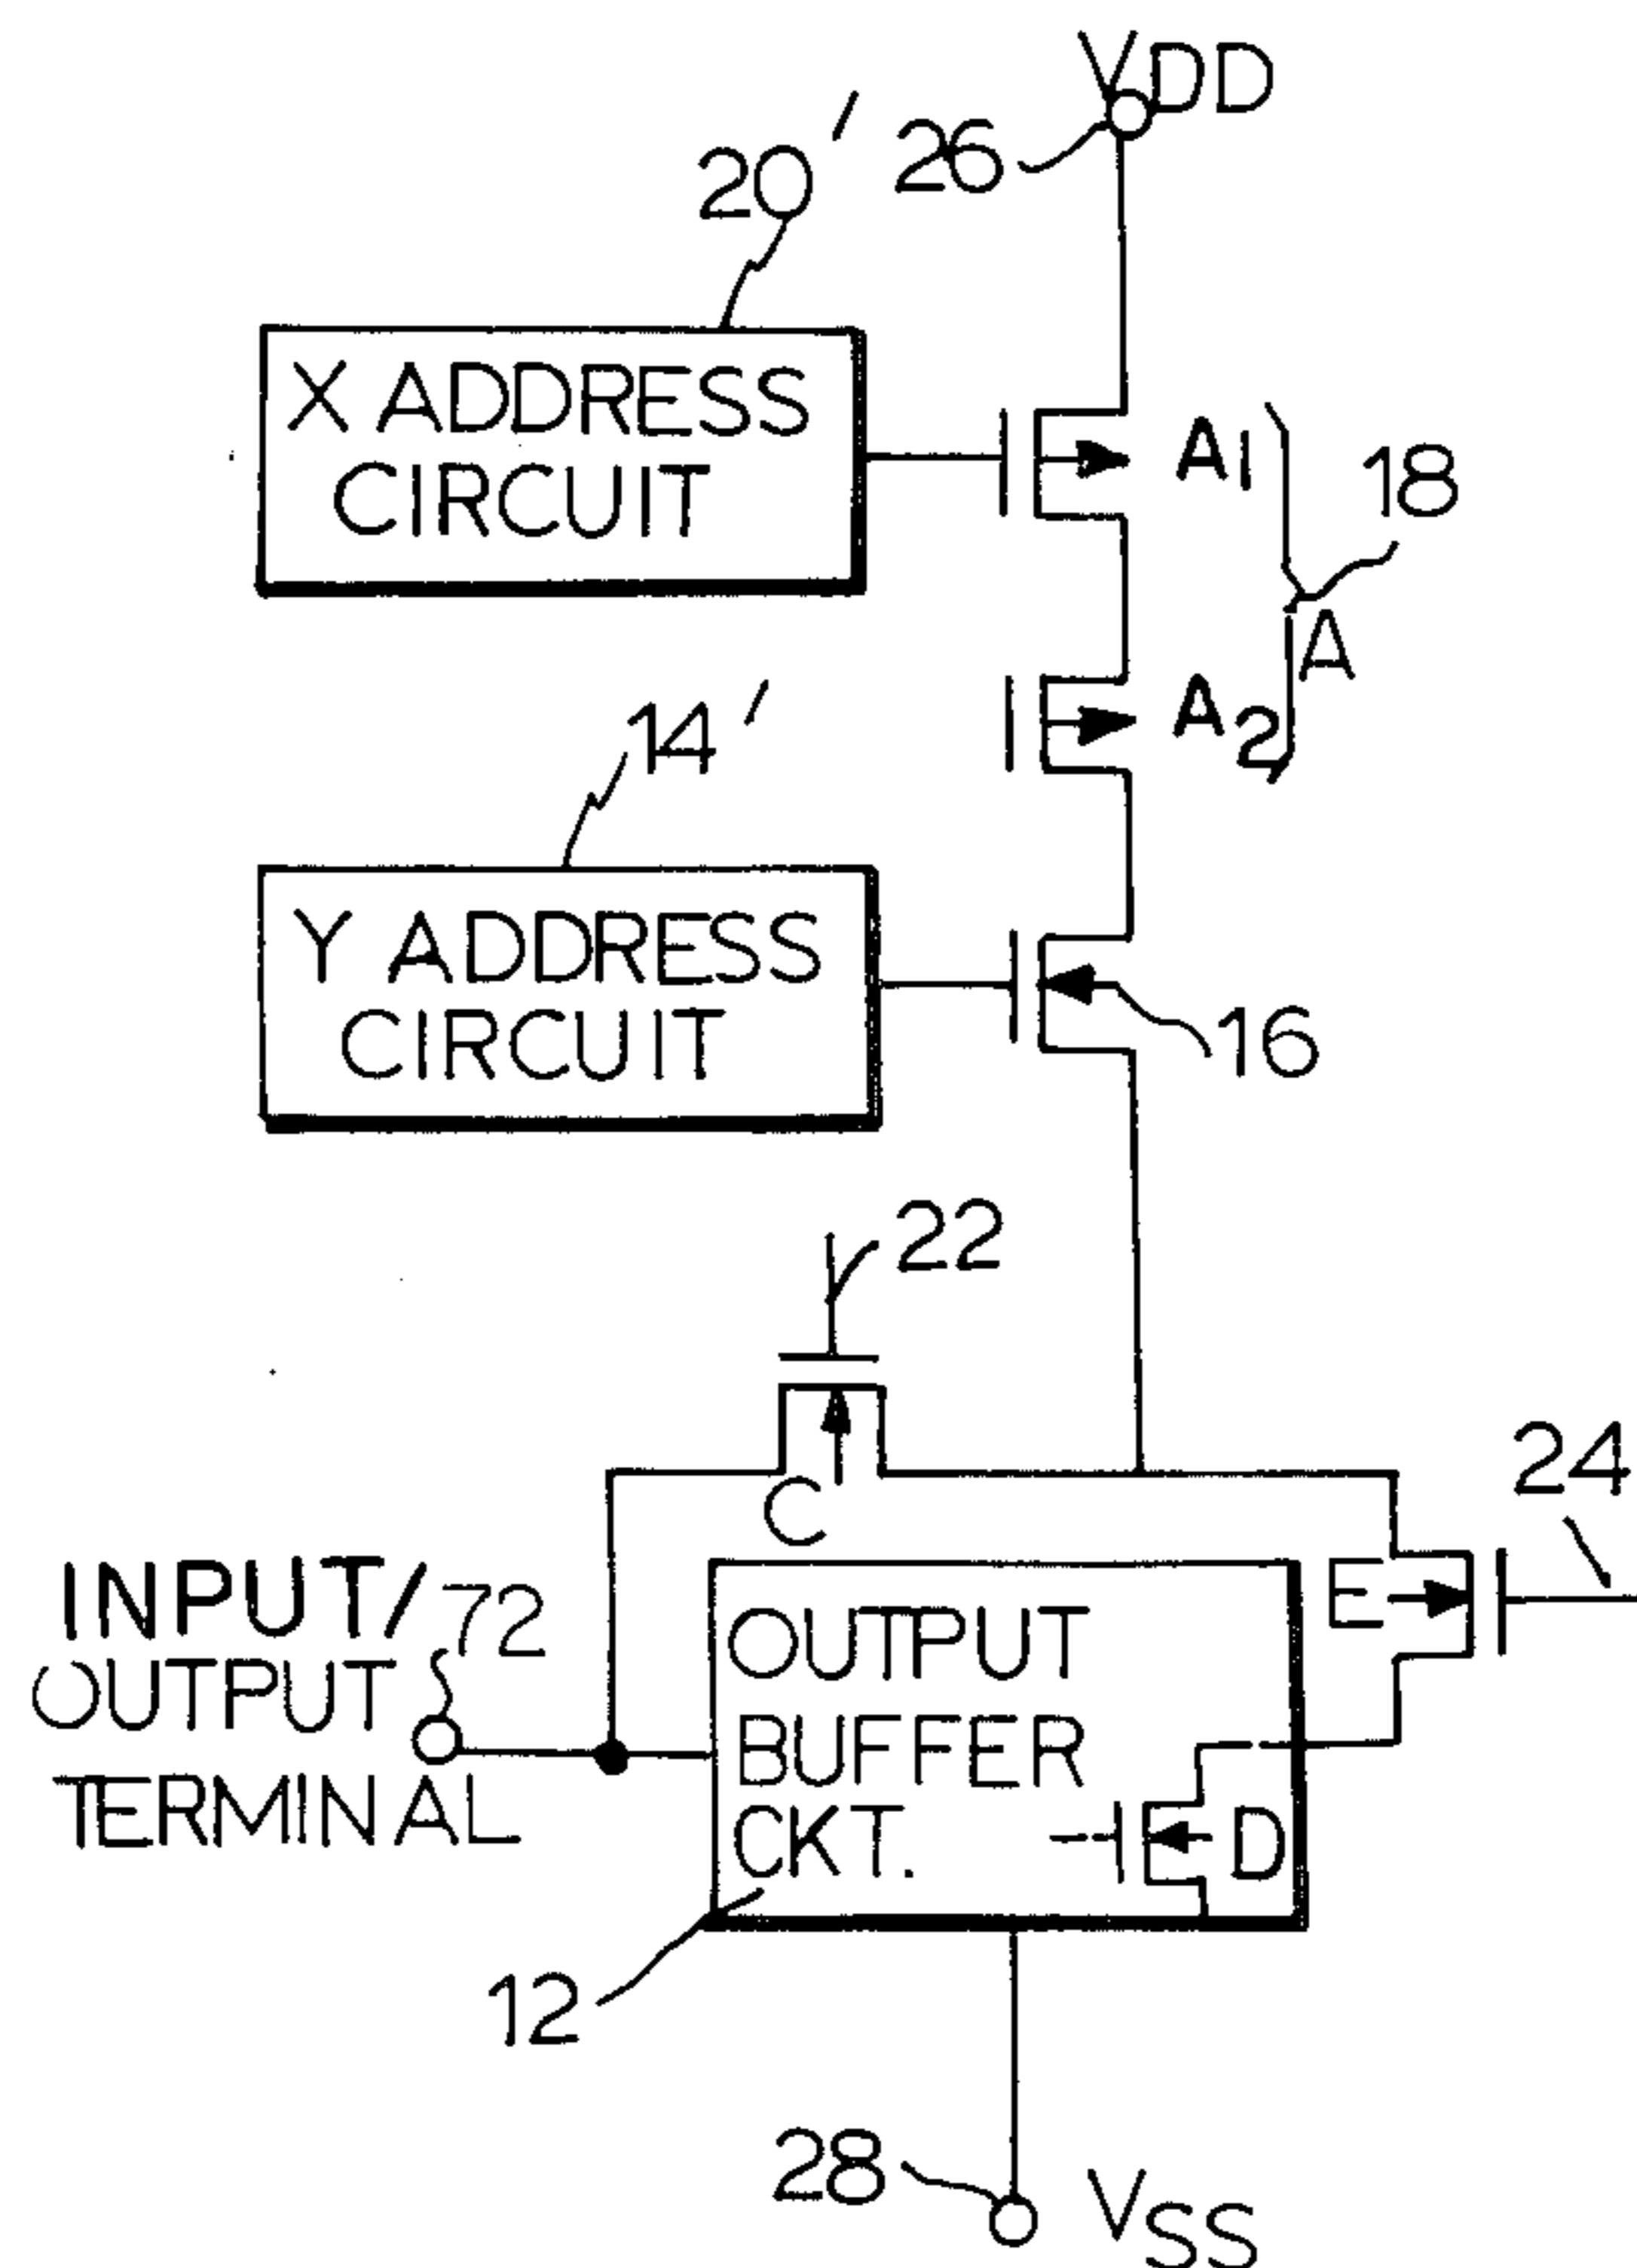 VDD
20'
26
X ADDRESS
CIRCUIT
A1
18
A
A2
14'
Y ADDRESS
CIRCUIT
16
22
C
24
E
INPUT/
OUTPUT
TERMINAL
72
OUTPUT
BUFFER
CKT.
D
12
28
VSS